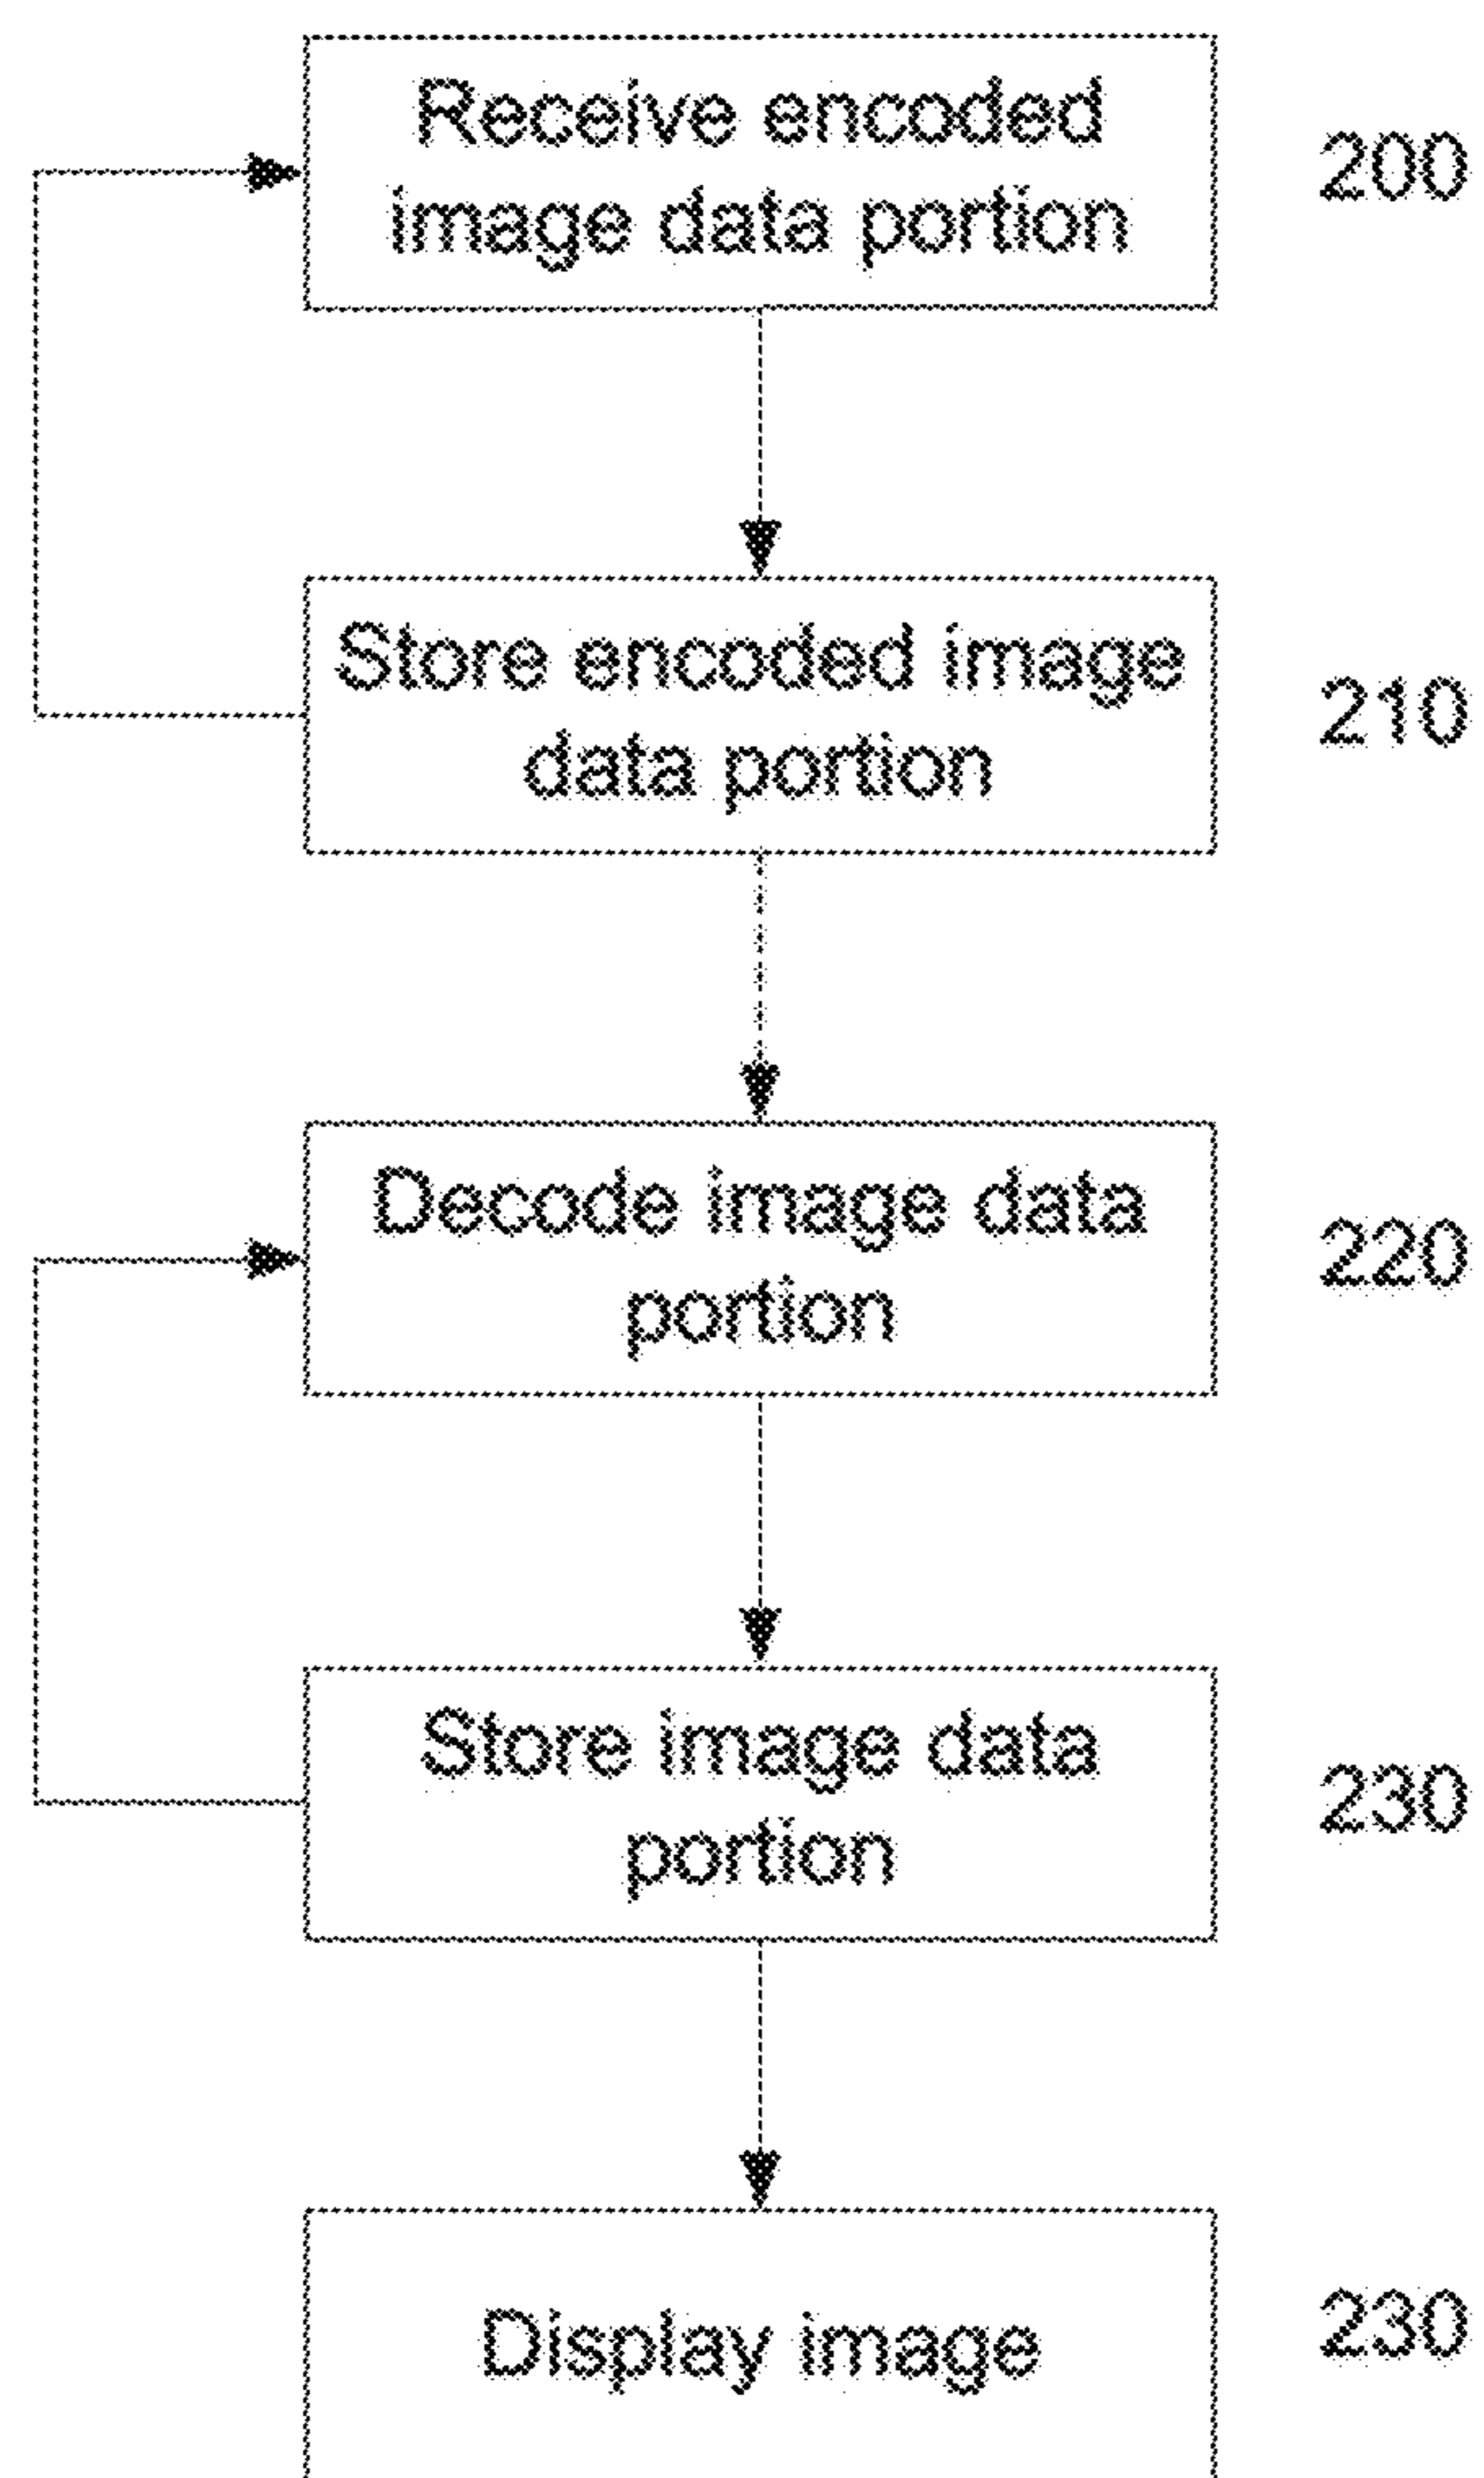 Receive encoded
image data portion
200
Store encoded image
data portion
210
Decode image data
portion
220
Store image data
portion
230
Display image
230